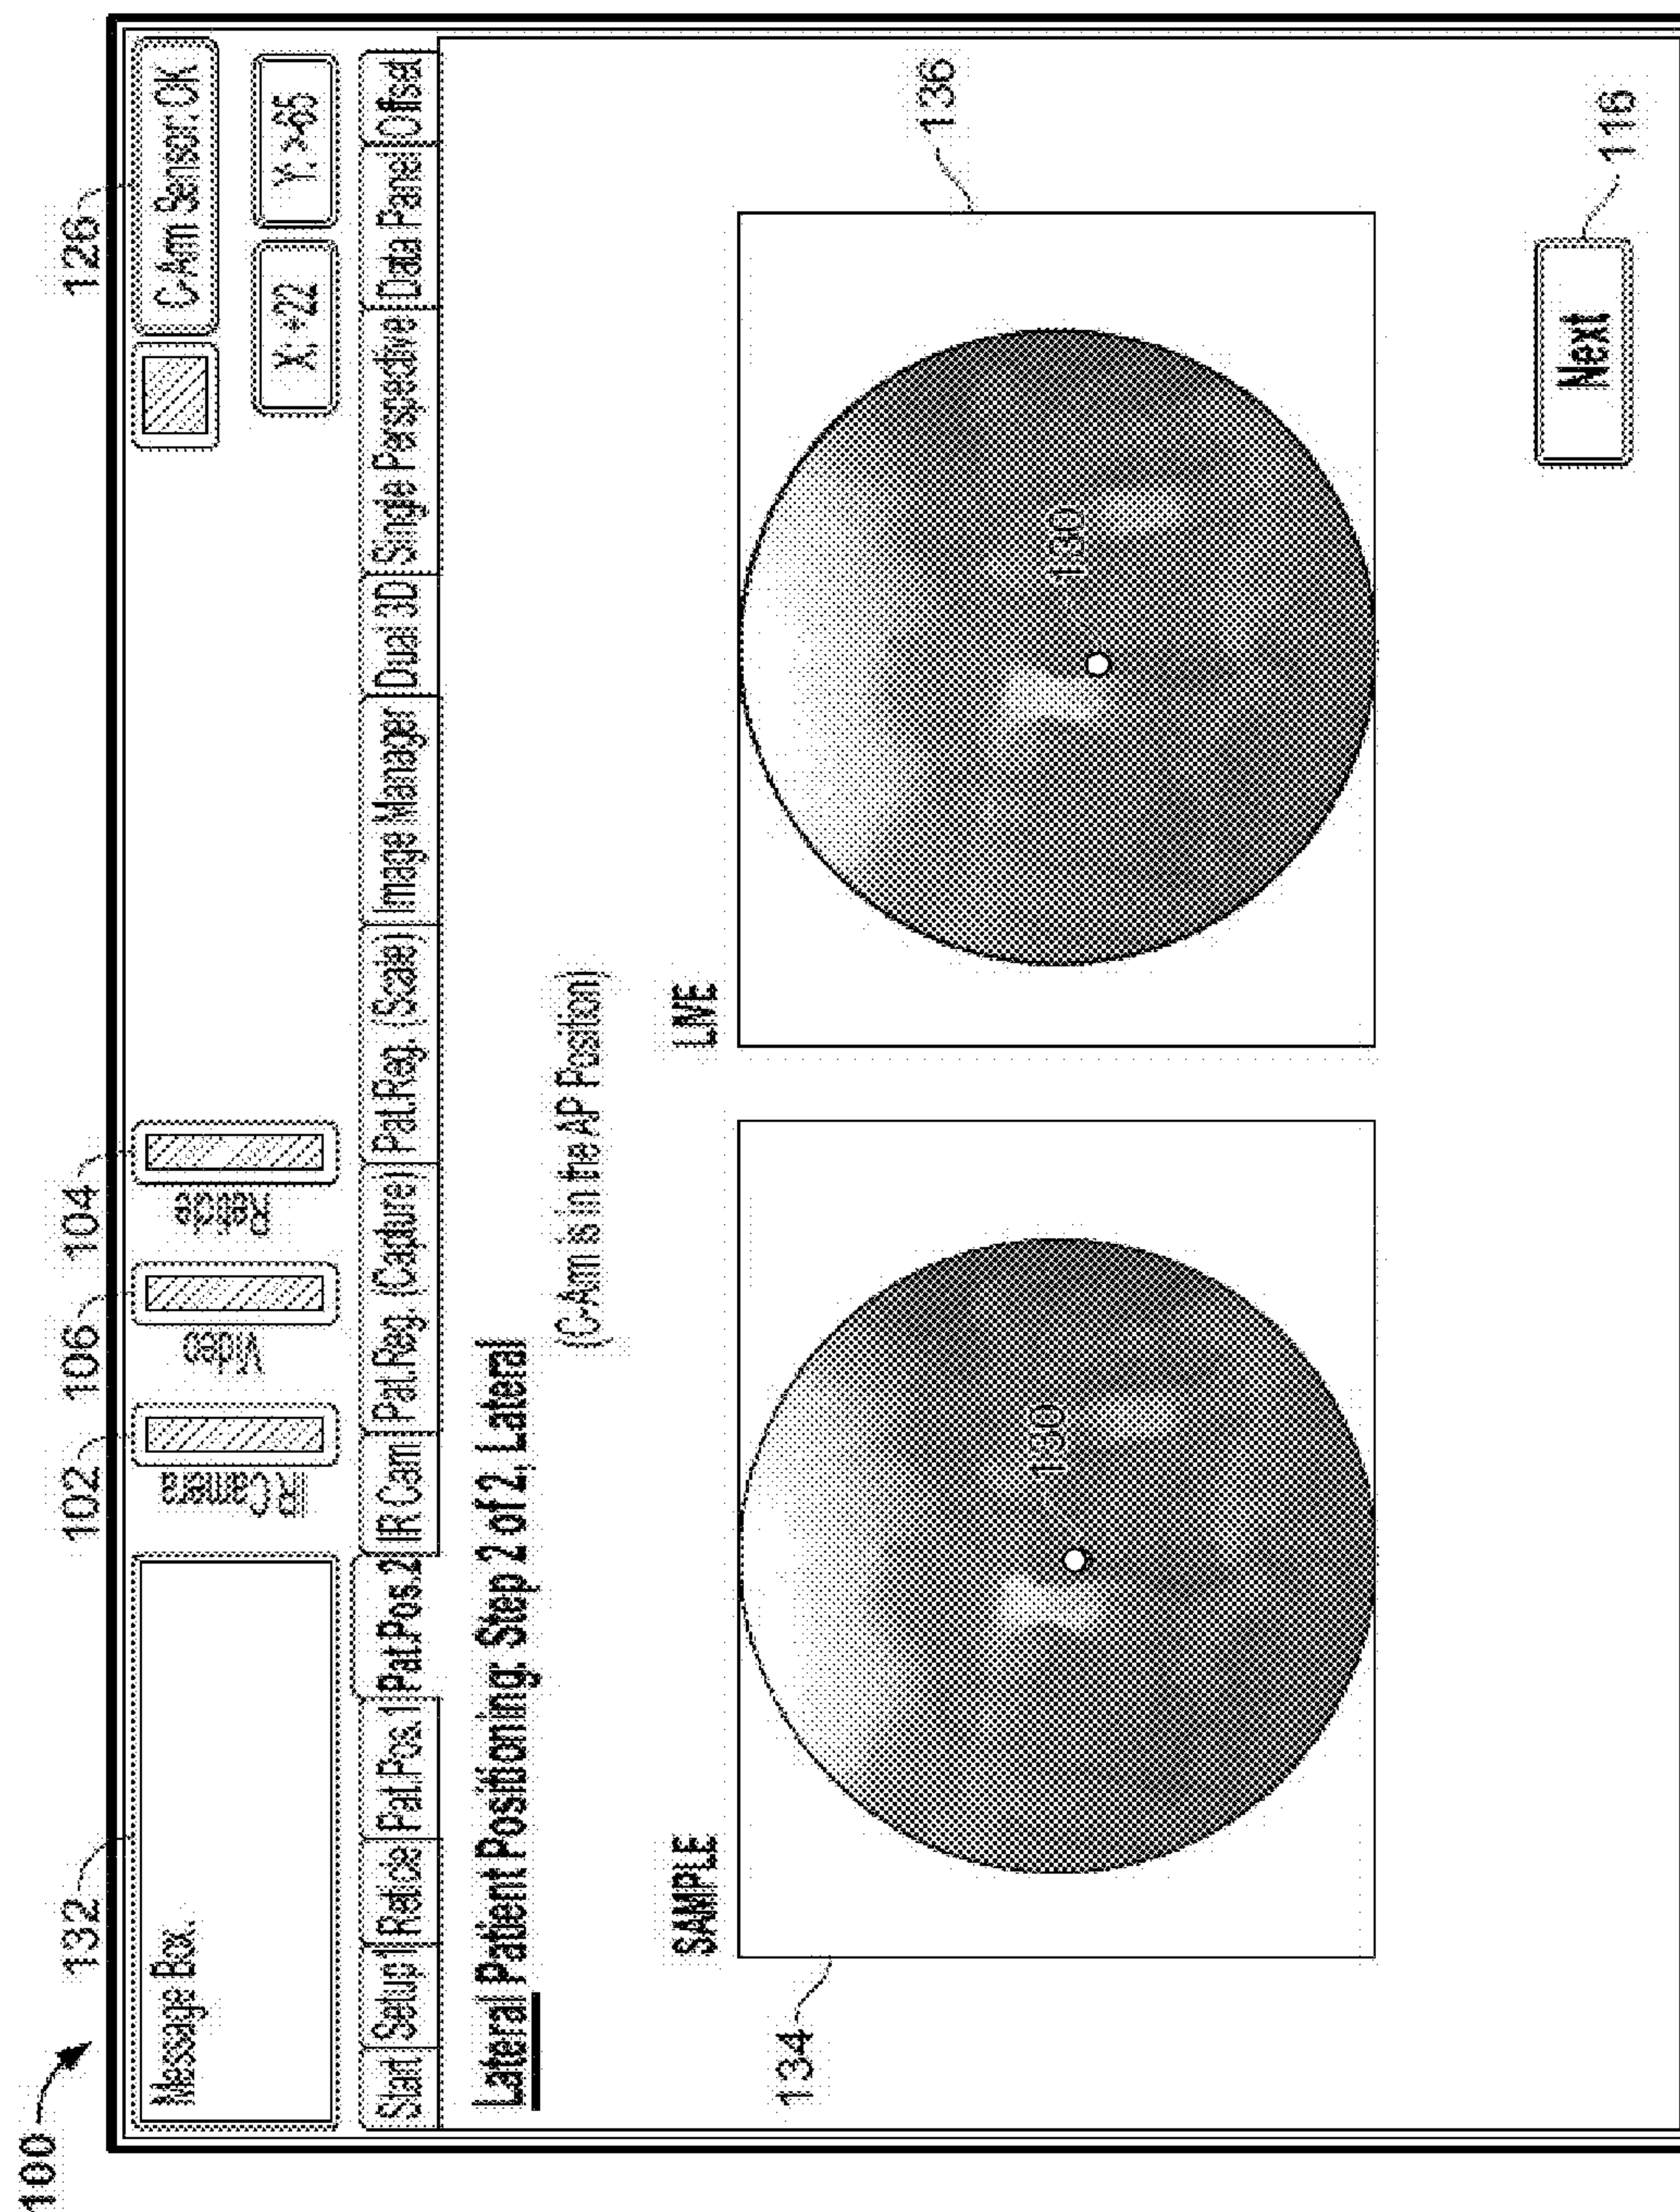 100
132
102
106
104
126
Message Box.
IR Camera
Video
Reticle
C-Arm Sensor: OK
X: +22
Y: >65
Start
Setup 1
Reticle
Pat.Pos.1
Pat.Pos.2
IR Cam
Pat.Reg. (Capture)
Pat.Reg. (Scale)
Image Manager
Dual 3D
Single Perspective
Data Panel
Offset
Lateral Patient Positioning: Step 2 of 2, Lateral
(C-Arm is in the AP Position)
SAMPLE
LIVE
130
130
134
136
Next
116